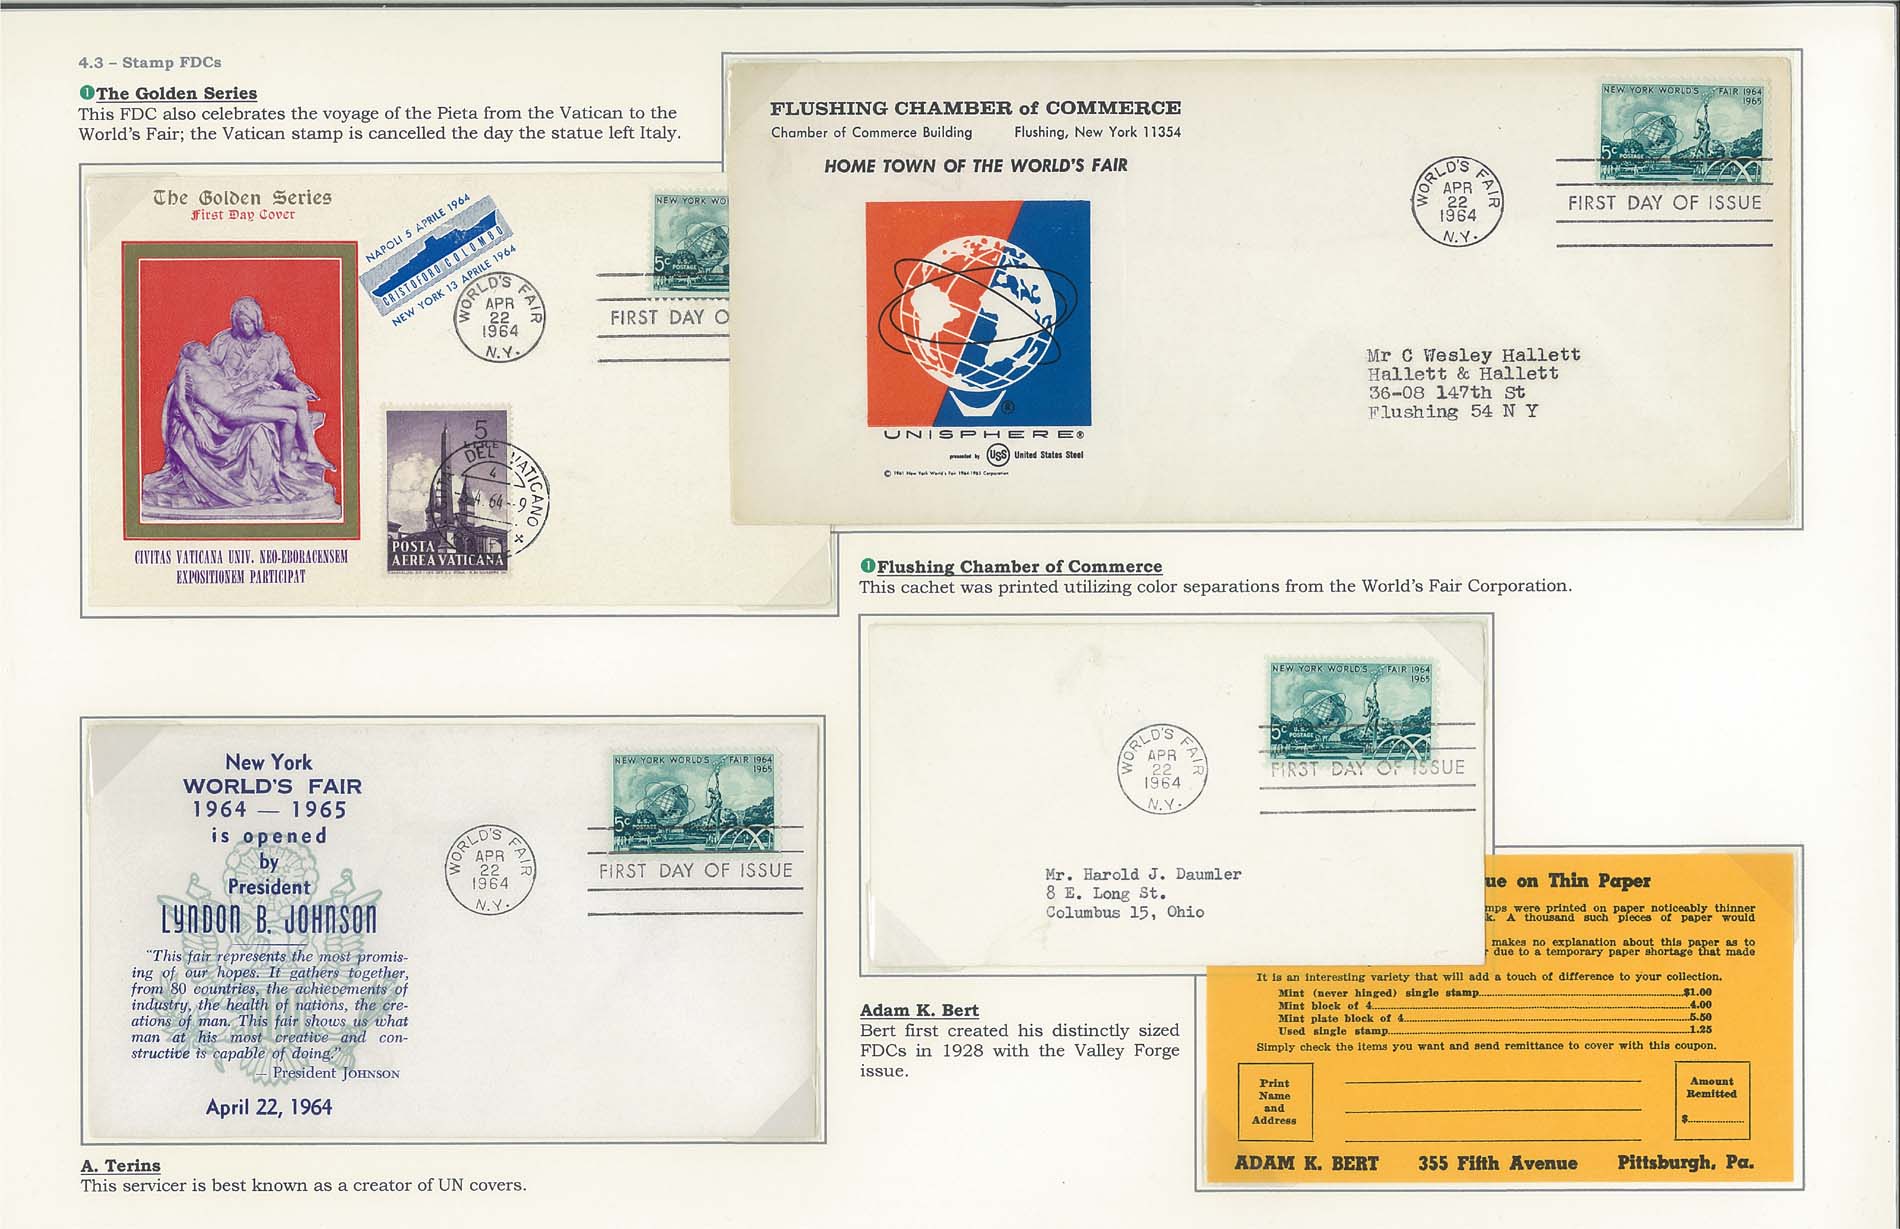 4.3 – Stamp FDCs
❶The Golden Series
This FDC also celebrates the voyage of the Pieta from the Vatican to the
World's Fair; the Vatican stamp is cancelled the day the statue left Italy.
The Golden Series
First Day Cover
NAPOLI 5 APRILE 1964
CRISTOFORO COLOMBO
NEW YORK 13 APRILE 1964
WORLD'S FAIR
APR
22
1964
N.Y.
NEW YORK WO
5c U.S. POSTAGE
FIRST DAY O
5
LIRE
DEL VATICANO
4
4.64--9
POSTA
AEREA VATICANA
CIVITAS VATICANA UNIV. NEO-EBORACENSEM
EXPOSITIONEM PARTICIPAT
FLUSHING CHAMBER of COMMERCE
Chamber of Commerce Building Flushing, New York 11354
HOME TOWN OF THE WORLD'S FAIR
UNISPHERE®
presented by USS United States Steel
© 1961 New York World's Fair 1964-1965 Corporation
WORLD'S FAIR
APR
22
1964
N.Y.
NEW YORK WORLD'S FAIR 1964
1965
5c U.S. POSTAGE
FIRST DAY OF ISSUE
Mr C Wesley Hallett
Hallett & Hallett
36-08 147th St
Flushing 54 N Y
❶Flushing Chamber of Commerce
This cachet was printed utilizing color separations from the World's Fair Corporation.
NEW YORK WORLD'S FAIR 1964
1965
5c U.S. POSTAGE
WORLD'S FAIR
APR
22
1964
N.Y.
FIRST DAY OF ISSUE
Mr. Harold J. Daumler
8 E. Long St.
Columbus 15, Ohio
New York
WORLD'S FAIR
1964 — 1965
is opened
by
President
LYNDON B. JOHNSON
"This fair represents the most promis-
ing of our hopes. It gathers together,
from 80 countries, the achievements of
industry, the health of nations, the cre-
ations of man. This fair shows us what
man at his most creative and con-
structive is capable of doing."
— President JOHNSON
April 22, 1964
NEW YORK WORLD'S FAIR 1964
1965
5c U.S. POSTAGE
WORLD'S FAIR
APR
22
1964
N.Y.
FIRST DAY OF ISSUE
A. Terins
This servicer is best known as a creator of UN covers.
Adam K. Bert
Bert first created his distinctly sized
FDCs in 1928 with the Valley Forge
issue.
ue on Thin Paper
mps were printed on paper noticeably thinner
k. A thousand such pieces of paper would
makes no explanation about this paper as to
r due to a temporary paper shortage that made
It is an interesting variety that will add a touch of difference to your collection.
Mint (never hinged) single stamp $1.00
Mint block of 4 4.00
Mint plate block of 4 5.50
Used single stamp 1.25
Simply check the items you want and send remittance to cover with this coupon.
Print
Name
and
Address
Amount
Remitted
$
ADAM K. BERT 355 Fifth Avenue Pittsburgh, Pa.